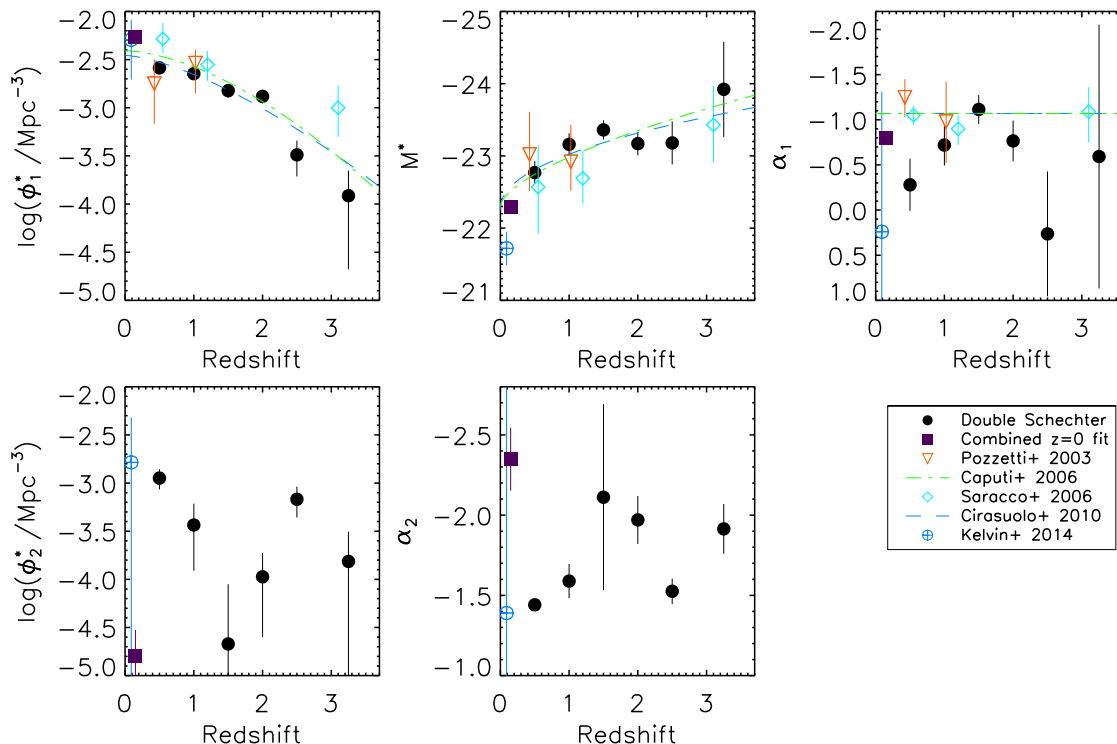 log(ϕ₁* /Mpc⁻³)
−2.0
−2.5
−3.0
−3.5
−4.0
−4.5
−5.0
0 1 2 3
Redshift
M*
−25
−24
−23
−22
−21
0 1 2 3
Redshift
α₁
−2.0
−1.5
−1.0
−0.5
0.0
0.5
1.0
0 1 2 3
Redshift
log(ϕ₂* /Mpc⁻³)
−2.0
−2.5
−3.0
−3.5
−4.0
−4.5
−5.0
0 1 2 3
Redshift
α₂
−2.5
−2.0
−1.5
−1.0
0 1 2 3
Redshift
Double Schechter
Combined z=0 fit
Pozzetti+ 2003
Caputi+ 2006
Saracco+ 2006
Cirasuolo+ 2010
Kelvin+ 2014